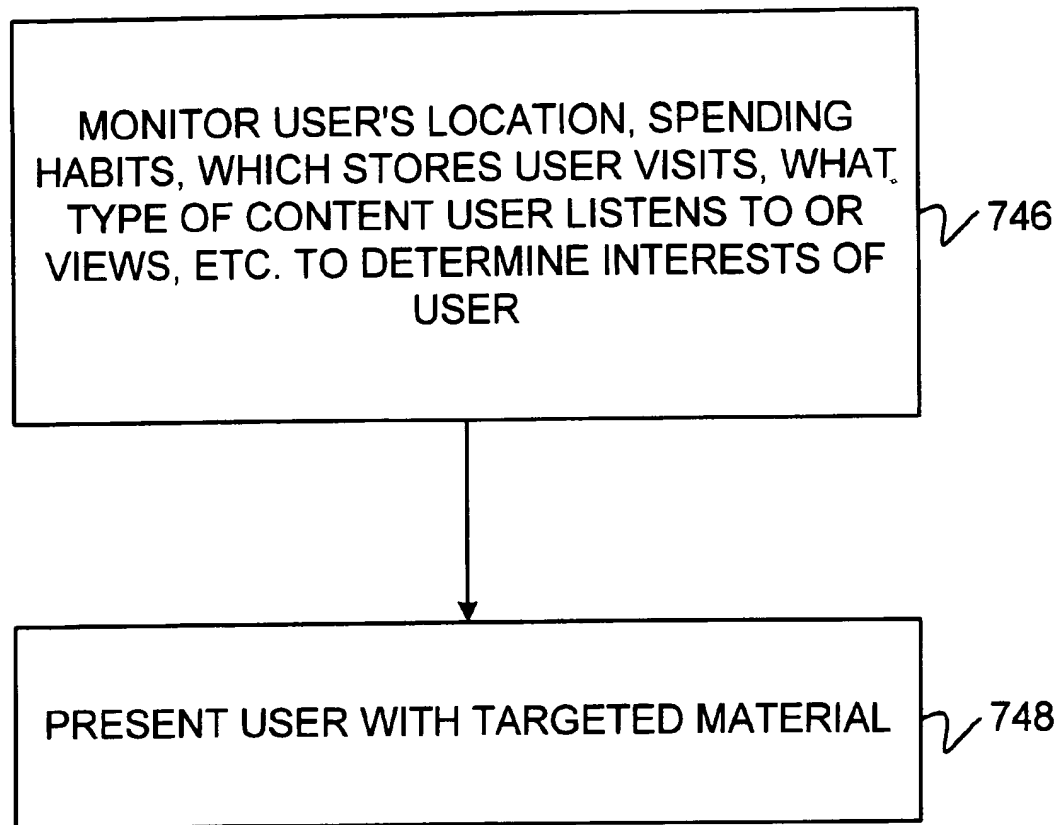 MONITOR USER'S LOCATION, SPENDING
HABITS, WHICH STORES USER VISITS, WHAT
TYPE OF CONTENT USER LISTENS TO OR
VIEWS, ETC. TO DETERMINE INTERESTS OF
USER
746
PRESENT USER WITH TARGETED MATERIAL
748